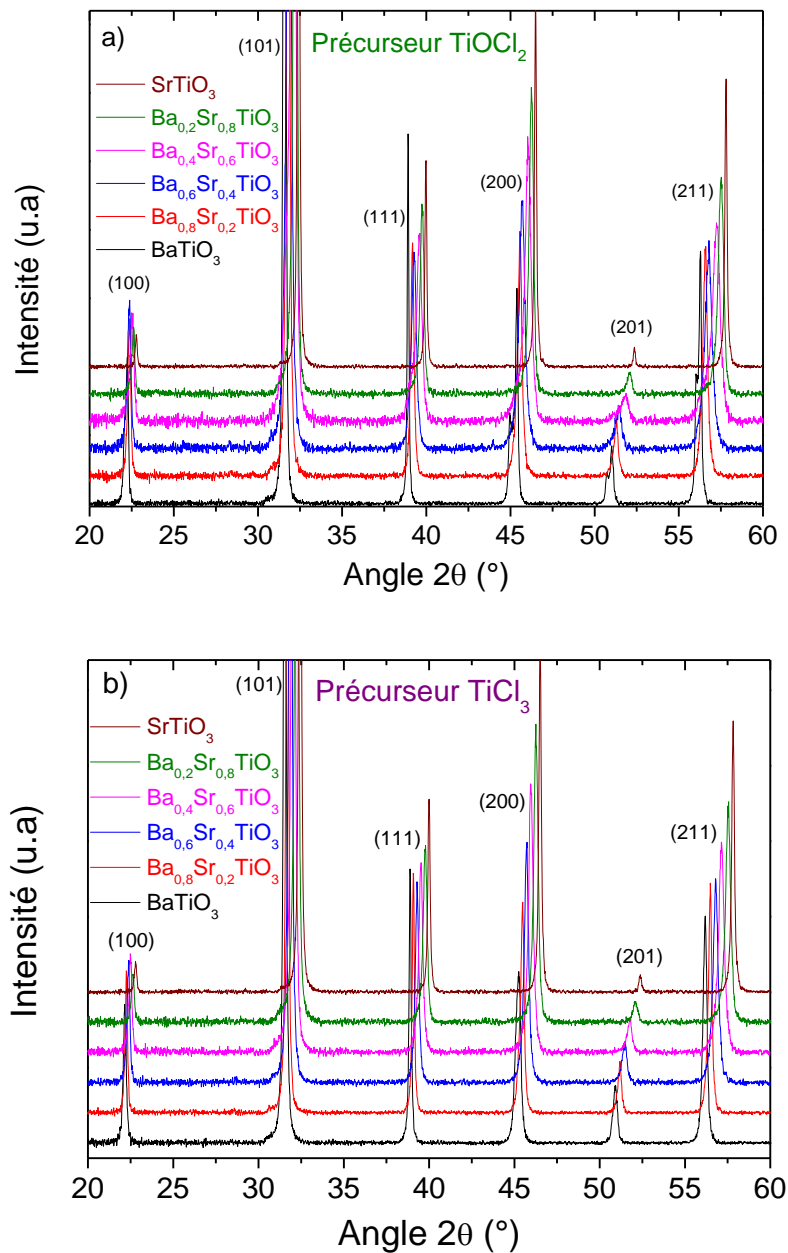 a)
Précurseur TiOCl₂
SrTiO₃
Ba₀,₂Sr₀,₈TiO₃
Ba₀,₄Sr₀,₆TiO₃
Ba₀,₆Sr₀,₄TiO₃
Ba₀,₈Sr₀,₂TiO₃
BaTiO₃
(100)
(101)
(111)
(200)
(201)
(211)
Intensité (u.a)
20 25 30 35 40 45 50 55 60
Angle 2θ (°)
b)
Précurseur TiCl₃
SrTiO₃
Ba₀,₂Sr₀,₈TiO₃
Ba₀,₄Sr₀,₆TiO₃
Ba₀,₆Sr₀,₄TiO₃
Ba₀,₈Sr₀,₂TiO₃
BaTiO₃
(100)
(101)
(111)
(200)
(201)
(211)
Intensité (u.a)
20 25 30 35 40 45 50 55 60
Angle 2θ (°)